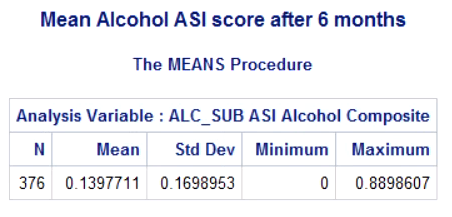 Mean Alcohol ASI score after 6 months
The MEANS Procedure
Analysis Variable : ALC_SUB ASI Alcohol Composite
N Mean Std Dev Minimum Maximum
376 0.1397711 0.1698953 0 0.8898607